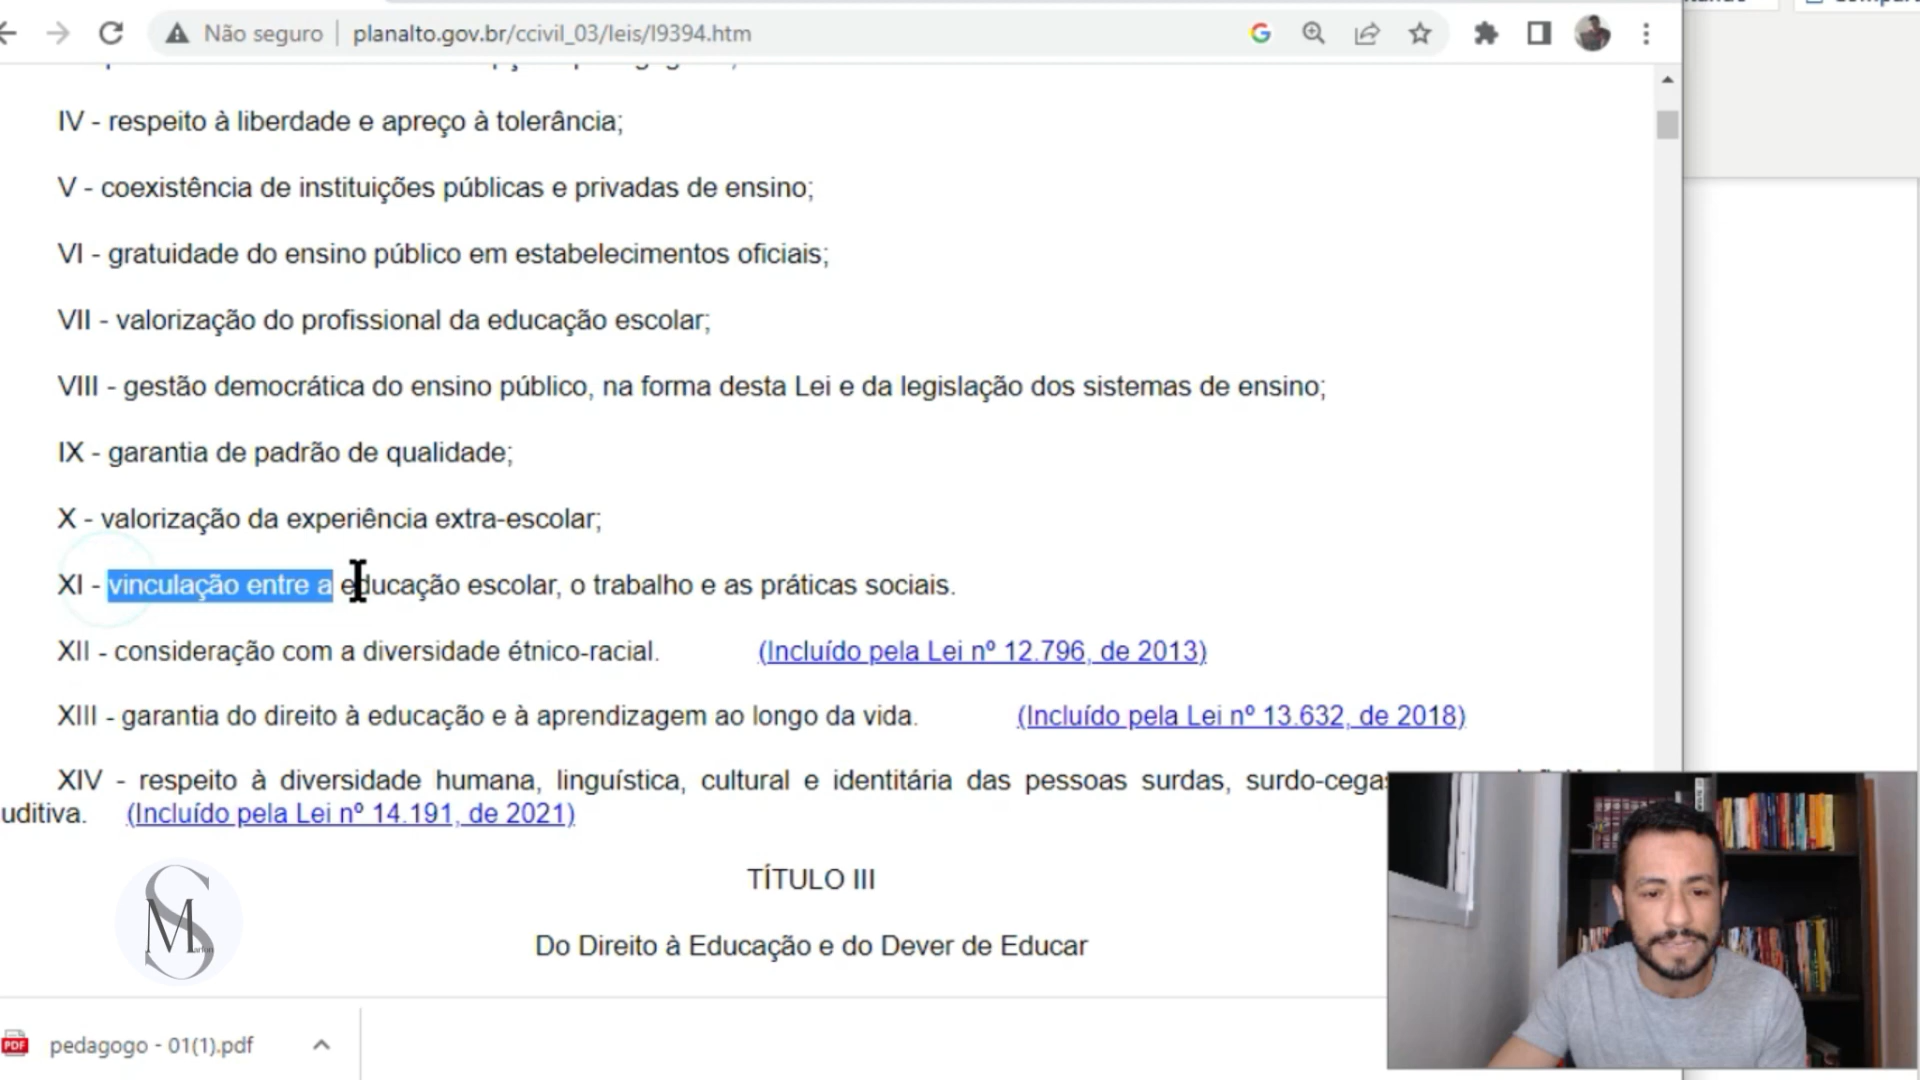 Não seguro
planalto.gov.br/ccivil_03/leis/l9394.htm
IV - respeito à liberdade e apreço à tolerância;
V - coexistência de instituições públicas e privadas de ensino;
VI - gratuidade do ensino público em estabelecimentos oficiais;
VII - valorização do profissional da educação escolar;
VIII - gestão democrática do ensino público, na forma desta Lei e da legislação dos sistemas de ensino;
IX - garantia de padrão de qualidade;
X - valorização da experiência extra-escolar;
XI - vinculação entre a educação escolar, o trabalho e as práticas sociais.
XII - consideração com a diversidade étnico-racial. (Incluído pela Lei nº 12.796, de 2013)
XIII - garantia do direito à educação e à aprendizagem ao longo da vida. (Incluído pela Lei nº 13.632, de 2018)
XIV - respeito à diversidade humana, linguística, cultural e identitária das pessoas surdas, surdo-cegas
uditiva. (Incluído pela Lei nº 14.191, de 2021)
TÍTULO III
Do Direito à Educação e do Dever de Educar
SM
PDF pedagogo - 01(1).pdf